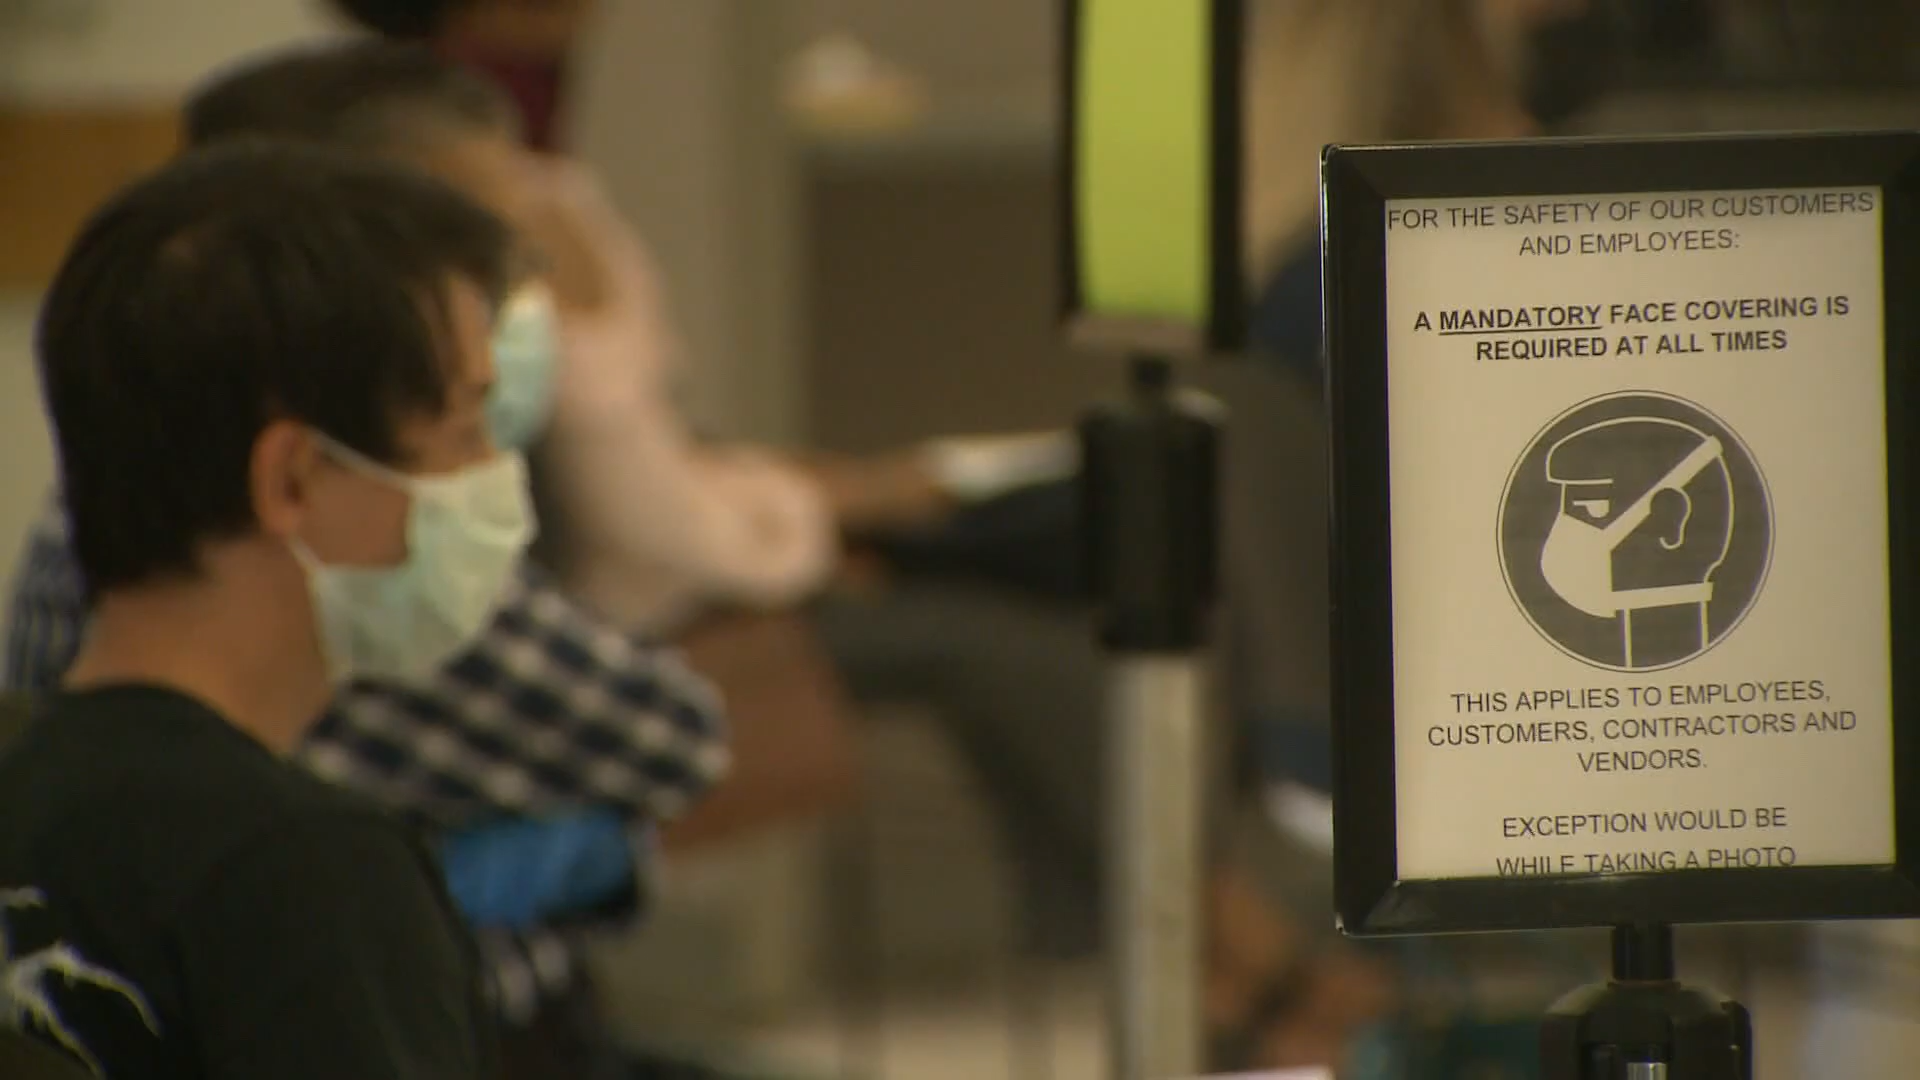 FOR THE SAFETY OF OUR CUSTOMERS
AND EMPLOYEES:
A MANDATORY FACE COVERING IS
REQUIRED AT ALL TIMES
THIS APPLIES TO EMPLOYEES,
CUSTOMERS, CONTRACTORS AND
VENDORS.
EXCEPTION WOULD BE
WHILE TAKING A PHOTO